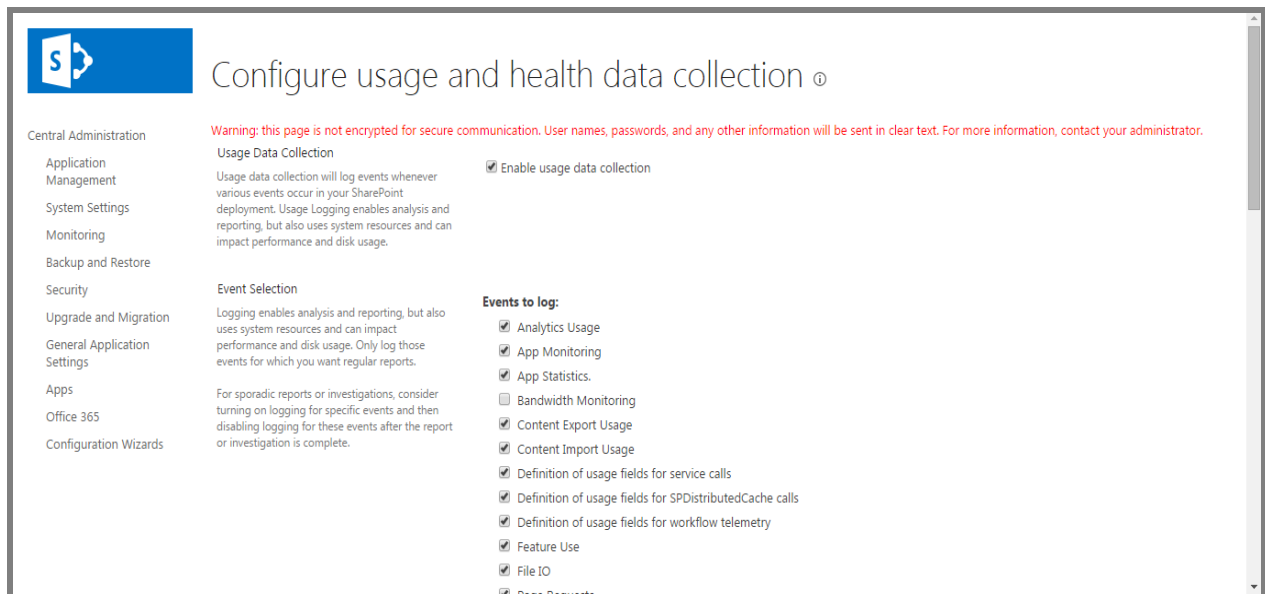 S
Configure usage and health data collection
Central Administration
Application
Management
System Settings
Monitoring
Backup and Restore
Security
Upgrade and Migration
General Application
Settings
Apps
Office 365
Configuration Wizards
Warning: this page is not encrypted for secure communication. User names, passwords, and any other information will be sent in clear text. For more information, contact your administrator.
Usage Data Collection
Usage data collection will log events whenever
various events occur in your SharePoint
deployment. Usage Logging enables analysis and
reporting, but also uses system resources and can
impact performance and disk usage.
Enable usage data collection
Event Selection
Logging enables analysis and reporting, but also
uses system resources and can impact
performance and disk usage. Only log those
events for which you want regular reports.
For sporadic reports or investigations, consider
turning on logging for specific events and then
disabling logging for these events after the report
or investigation is complete.
Events to log:
Analytics Usage
App Monitoring
App Statistics.
Bandwidth Monitoring
Content Export Usage
Content Import Usage
Definition of usage fields for service calls
Definition of usage fields for SPDistributedCache calls
Definition of usage fields for workflow telemetry
Feature Use
File IO
Page Requests